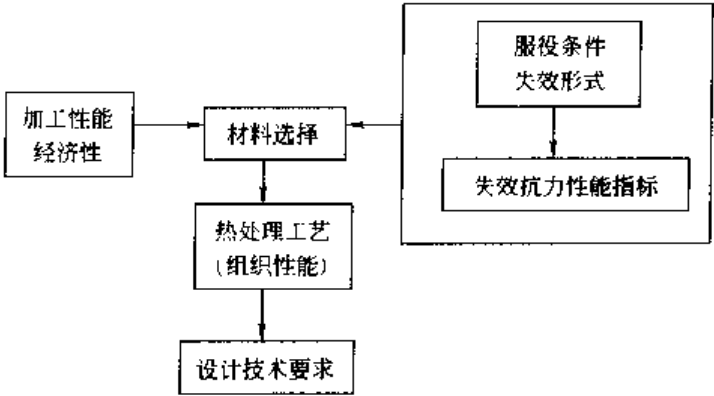 服役条件
失效形式
加工性能
经济性
材料选择
失效抗力性能指标
热处理工艺
(组织性能)
设计技术要求